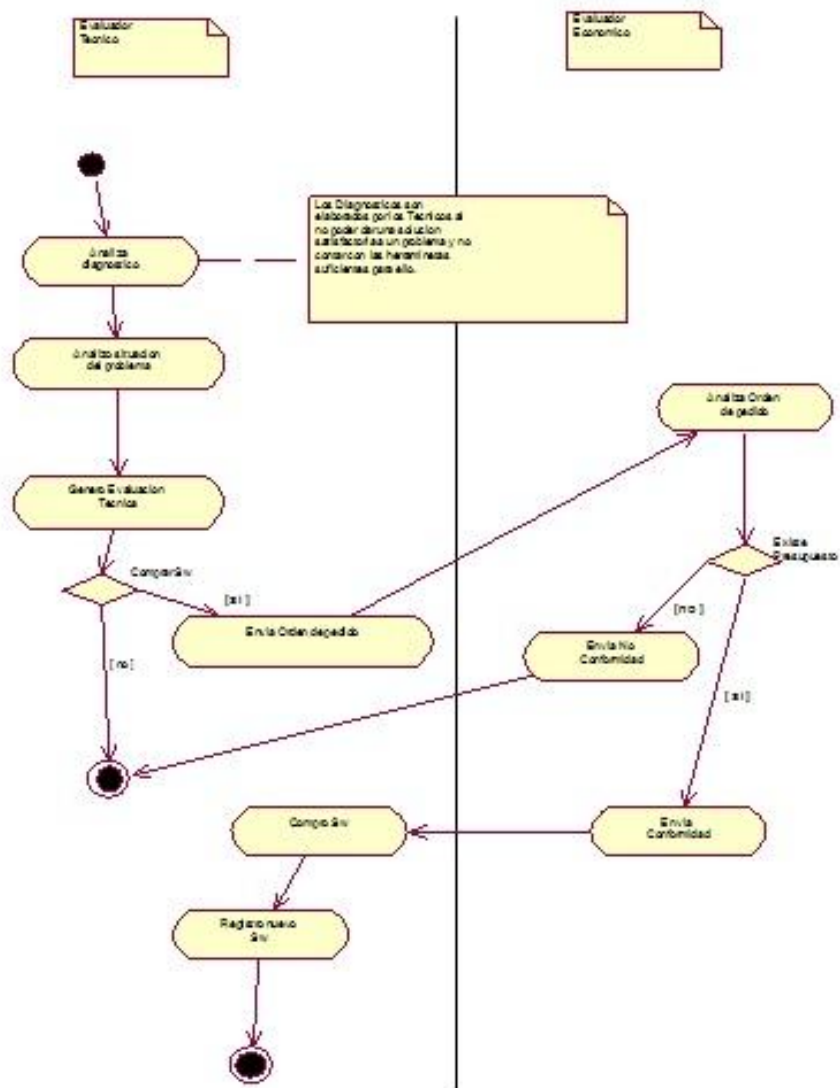 Evaluador
Tecnico
Evaluador
Economico
Los Diagnosticos son
elaborados por los Tecnicos al
no poder dar una solucion
satisfactoria a un problema y no
contar con las herramientas
suficientes para ello.
Analiza
diagnostico
Analiza situacion
del problema
Analiza Orden
de pedido
Genera Evaluacion
Tecnica
Existe
Presupuesto
Comprar Sw
[ si ]
[ no ]
Envia Orden de pedido
Envia No
Conformidad
[ no ]
[ si ]
Compra Sw
Envia
Conformidad
Registro nuevo
Sw